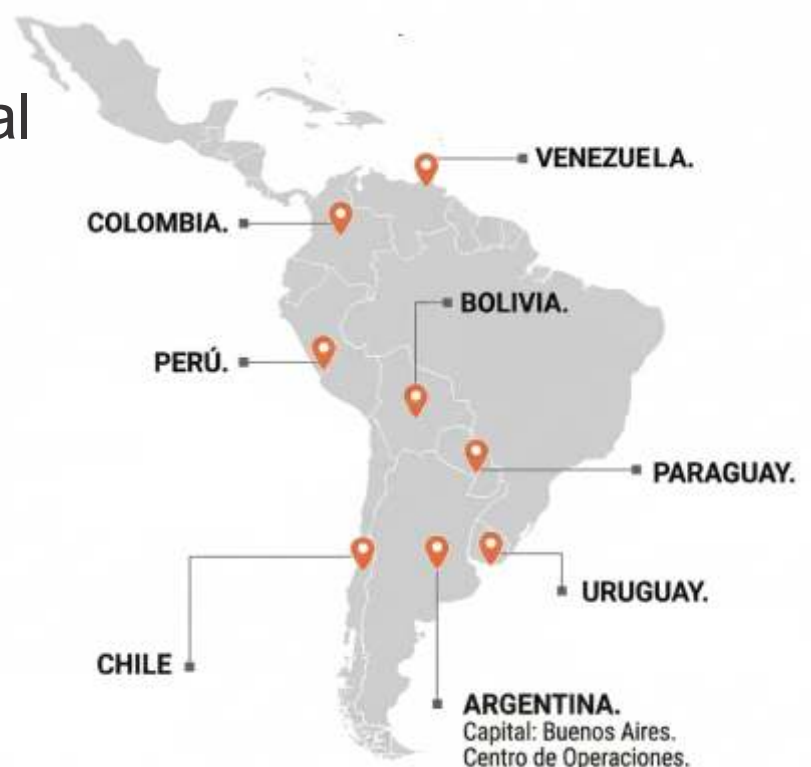 al
VENEZUELA.
COLOMBIA.
BOLIVIA.
PERÚ.
PARAGUAY.
URUGUAY.
CHILE
ARGENTINA.
Capital: Buenos Aires.
Centro de Operaciones.